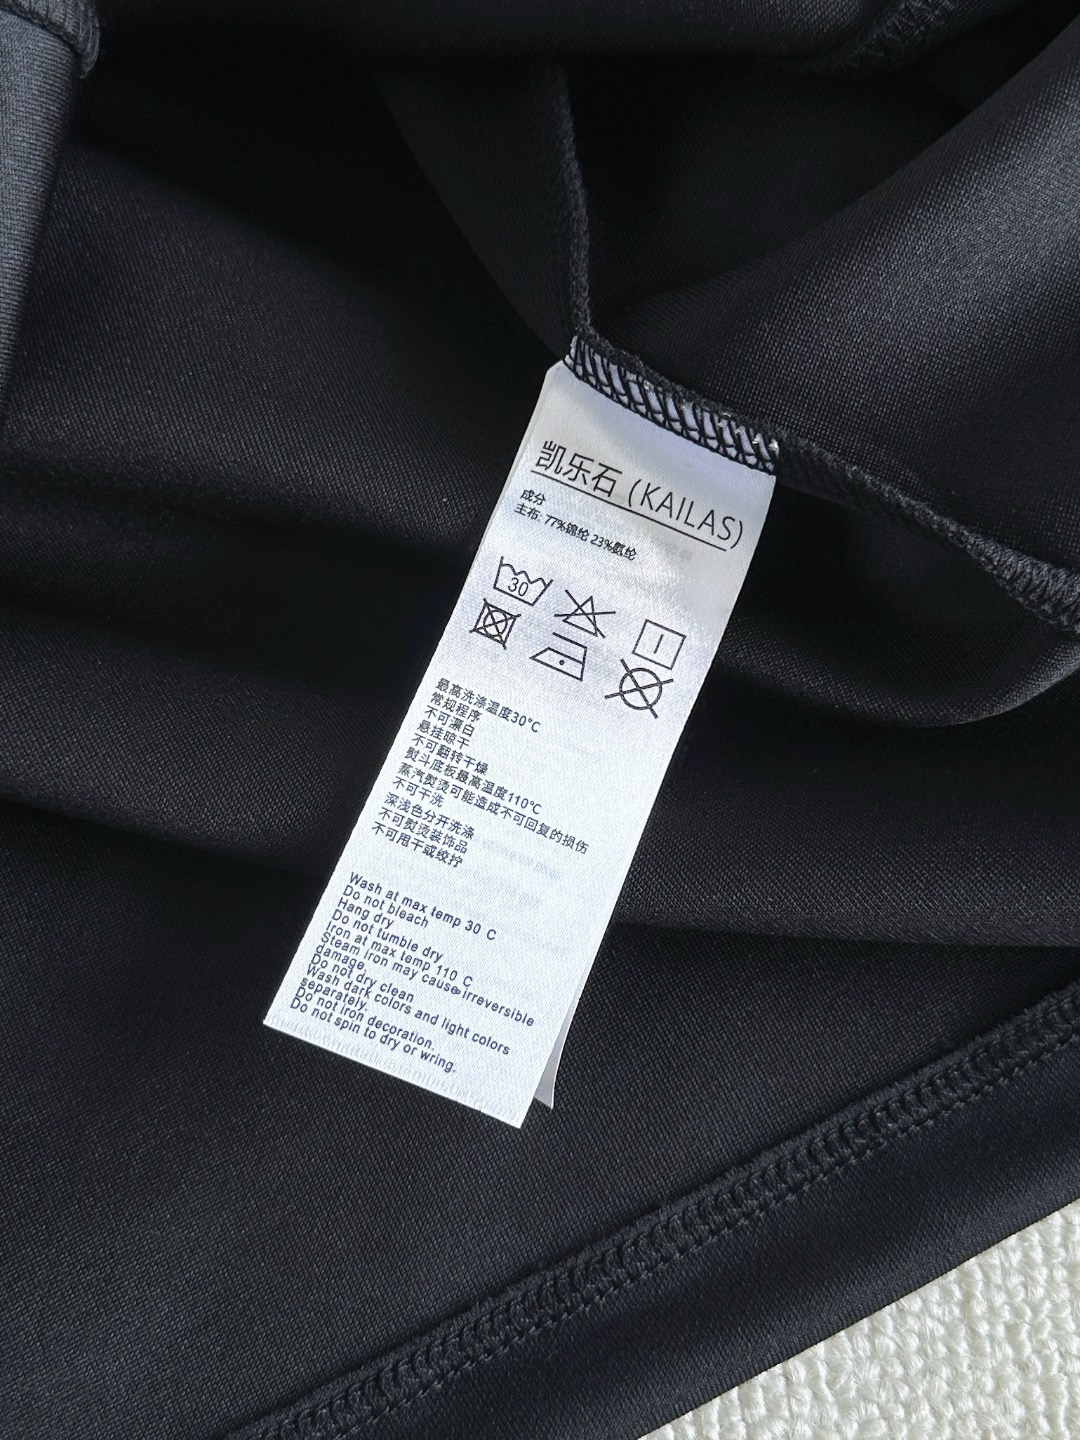 凯乐石 (KAILAS)
成分
主布: 77%锦纶 23%氨纶
30
最高洗涤温度30°C
常规程序
不可漂白
悬挂晾干
不可翻转干燥
熨斗底板最高温度110°C
蒸汽熨烫可能造成不可回复的损伤
不可干洗
深浅色分开洗涤
不可熨烫装饰品
不可甩干或绞拧
Wash at max temp 30 C
Do not bleach
Hang dry
Do not tumble dry
Iron at max temp 110 C
Steam iron may cause irreversible
damage.
Do not dry clean
Wash dark colors and light colors
separately.
Do not iron decoration.
Do not spin to dry or wring.